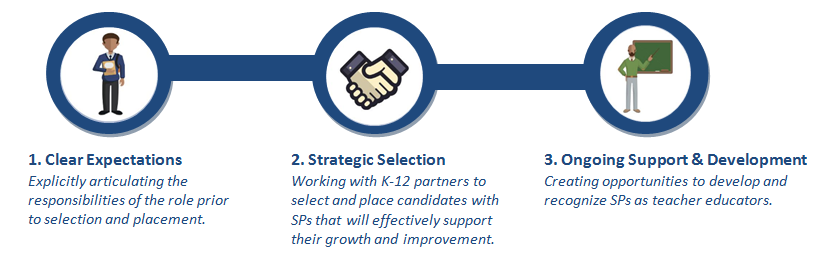 1. Clear Expectations
Explicitly articulating the
responsibilities of the role prior
to selection and placement.
2. Strategic Selection
Working with K-12 partners to
select and place candidates with
SPs that will effectively support
their growth and improvement.
3. Ongoing Support & Development
Creating opportunities to develop and
recognize SPs as teacher educators.